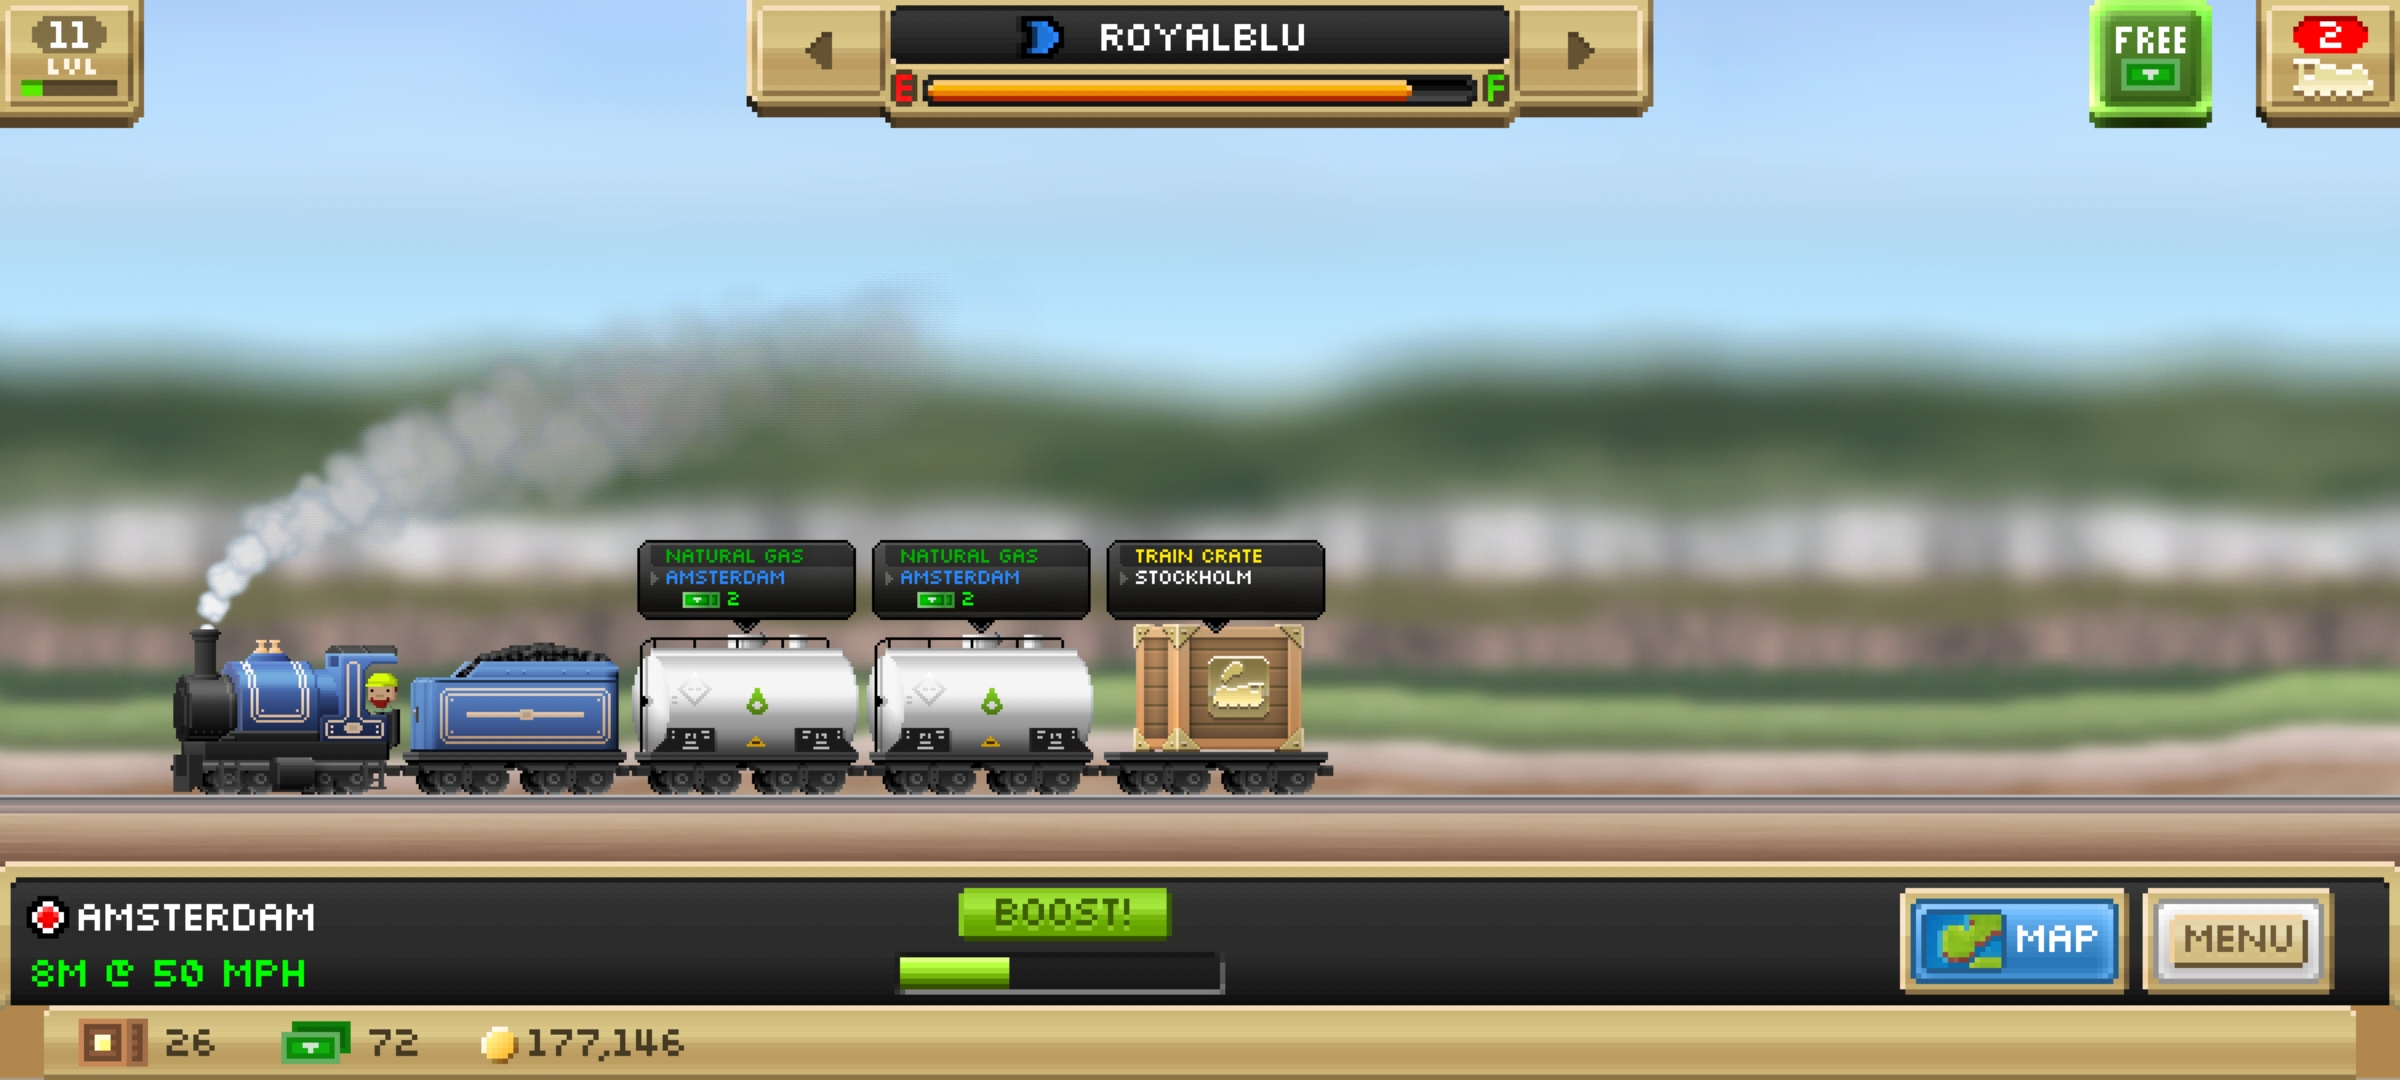 11
LVL
ROYALBLU
E
F
FREE
2
NATURAL GAS
AMSTERDAM
2
NATURAL GAS
AMSTERDAM
2
TRAIN CRATE
STOCKHOLM
AMSTERDAM
8M @ 50 MPH
BOOST!
MAP
MENU
26
72
177,146